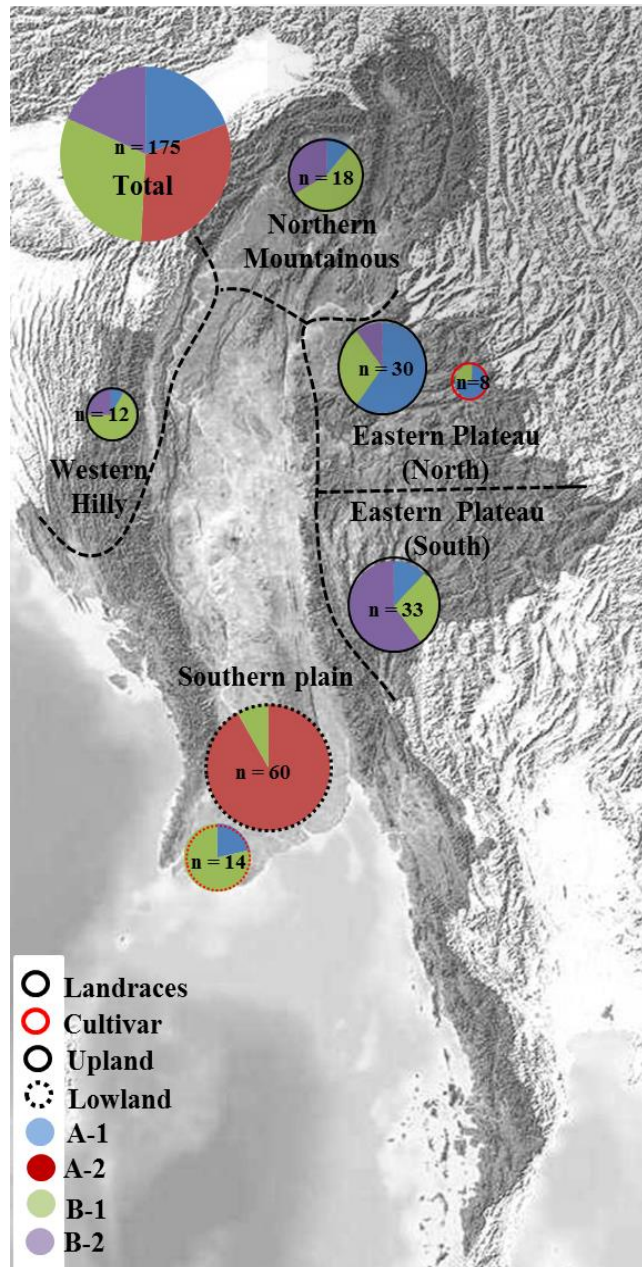 n = 175
Total
n = 18
Northern
Mountainous
n = 30
n=8
Eastern Plateau
(North)
n = 12
Western
Hilly
Eastern Plateau
(South)
n = 33
Southern plain
n = 60
n = 14
Landraces
Cultivar
Upland
Lowland
A-1
A-2
B-1
B-2